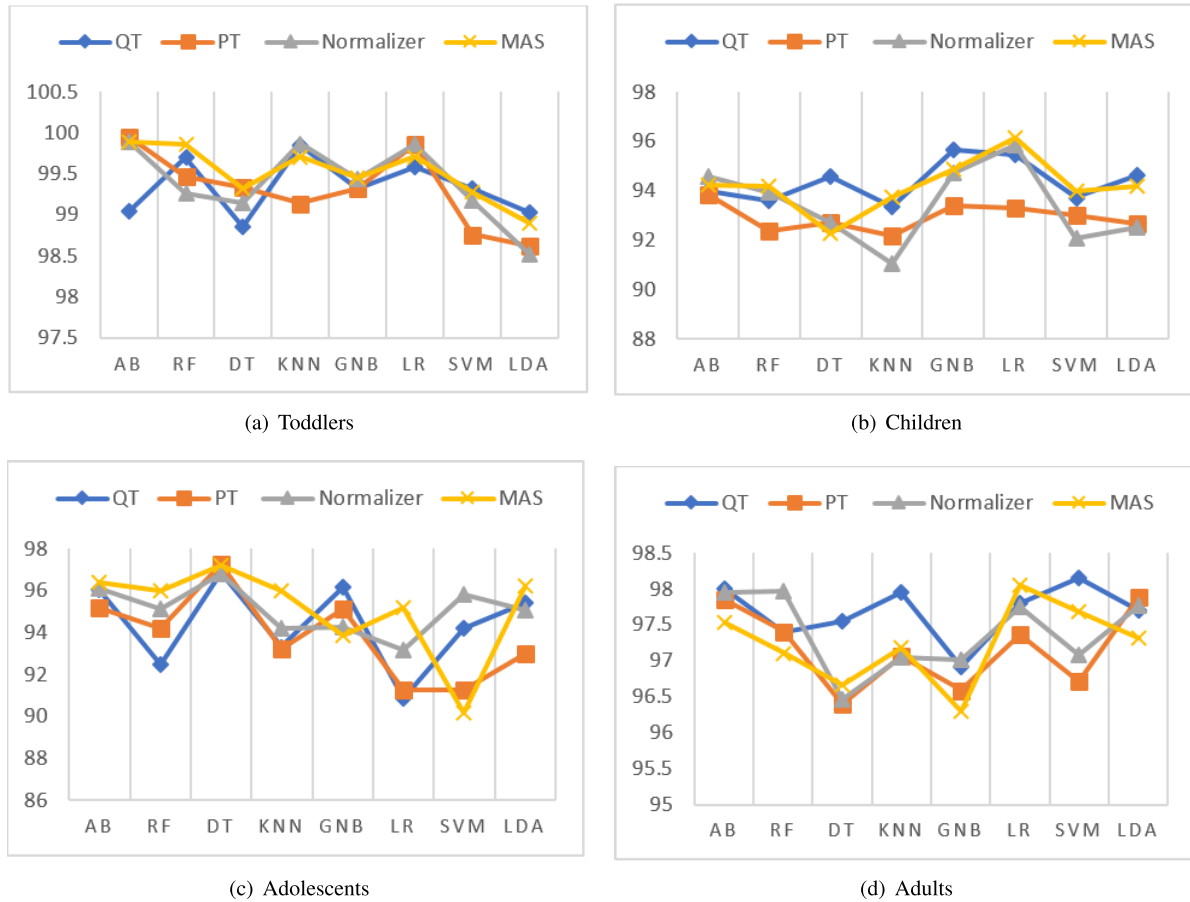 QT PT Normalizer MAS
100.5
100
99.5
99
98.5
98
97.5
AB RF DT KNN GNB LR SVM LDA
(a) Toddlers
QT PT Normalizer MAS
98
96
94
92
90
88
AB RF DT KNN GNB LR SVM LDA
(b) Children
QT PT Normalizer MAS
98
96
94
92
90
88
86
AB RF DT KNN GNB LR SVM LDA
(c) Adolescents
QT PT Normalizer MAS
98.5
98
97.5
97
96.5
96
95.5
95
AB RF DT KNN GNB LR SVM LDA
(d) Adults